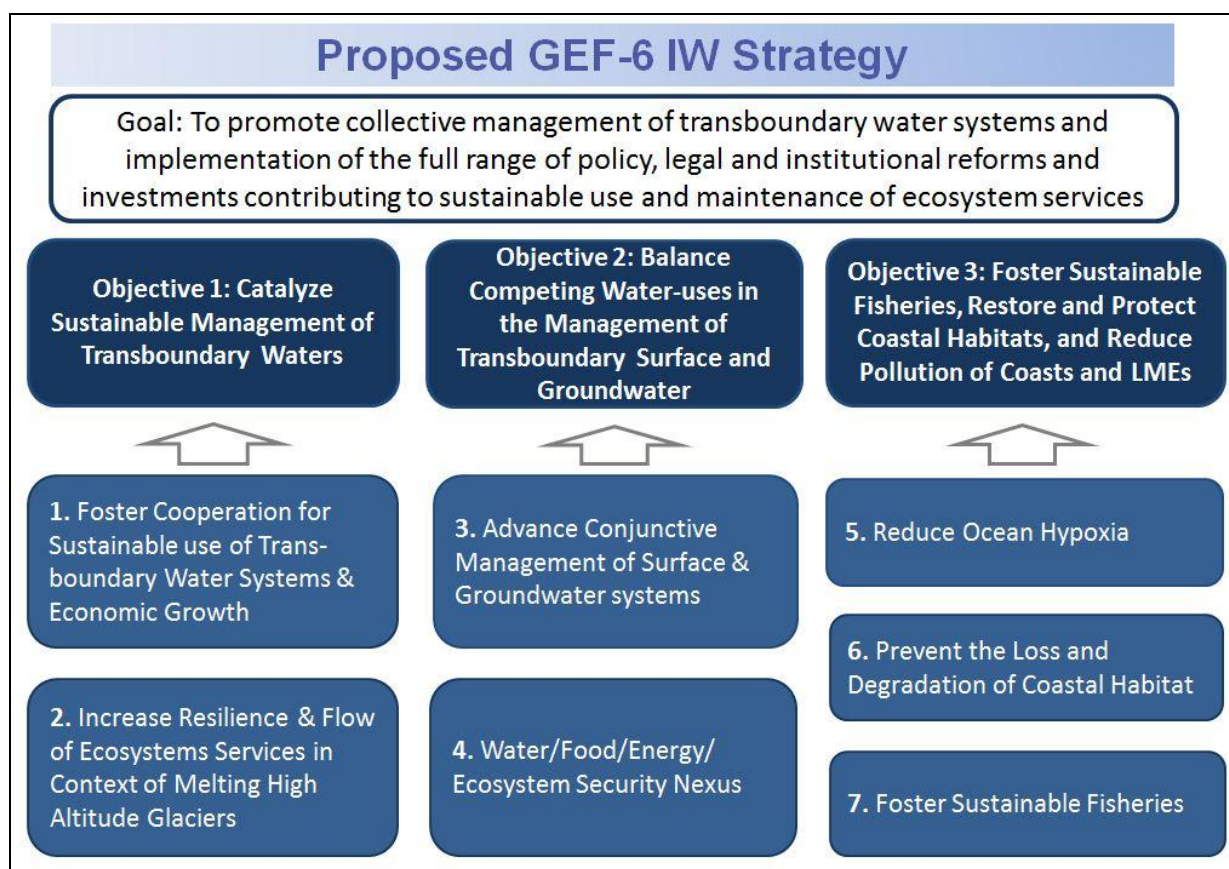 Proposed GEF-6 IW Strategy
Goal: To promote collective management of transboundary water systems and
implementation of the full range of policy, legal and institutional reforms and
investments contributing to sustainable use and maintenance of ecosystem services
Objective 1: Catalyze
Sustainable Management of
Transboundary Waters
Objective 2: Balance
Competing Water-uses in
the Management of
Transboundary Surface and
Groundwater
Objective 3: Foster Sustainable
Fisheries, Restore and Protect
Coastal Habitats, and Reduce
Pollution of Coasts and LMEs
1. Foster Cooperation for
Sustainable use of Trans-
boundary Water Systems &
Economic Growth
2. Increase Resilience & Flow
of Ecosystems Services in
Context of Melting High
Altitude Glaciers
3. Advance Conjunctive
Management of Surface &
Groundwater systems
4. Water/Food/Energy/
Ecosystem Security Nexus
5. Reduce Ocean Hypoxia
6. Prevent the Loss and
Degradation of Coastal Habitat
7. Foster Sustainable Fisheries